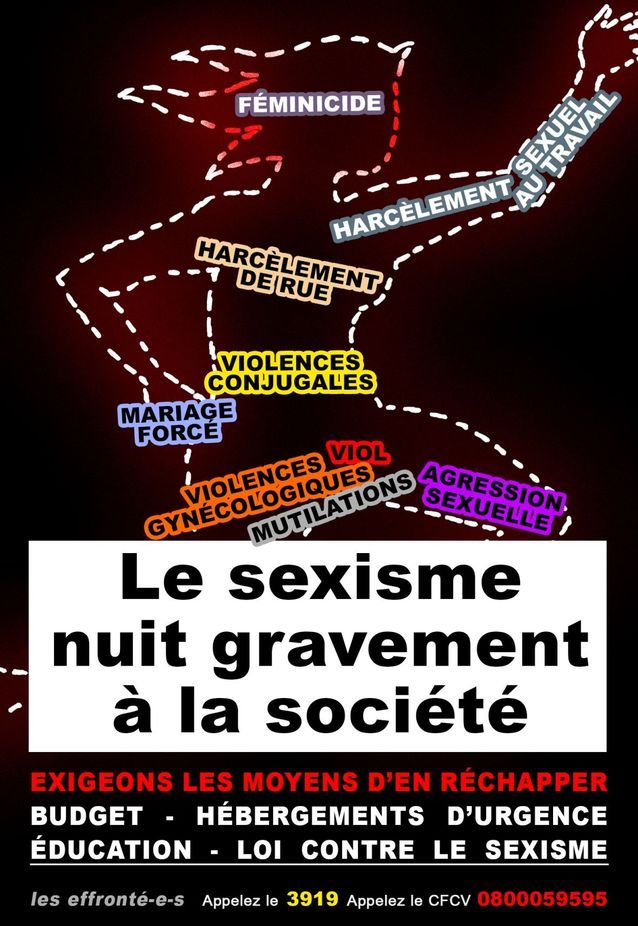 FÉMINICIDE
HARCÈLEMENT SEXUEL
AU TRAVAIL
HARCÈLEMENT
DE RUE
VIOLENCES
CONJUGALES
MARIAGE
FORCÉ
VIOL
VIOLENCES
GYNÉCOLOGIQUES
MUTILATIONS
AGRESSION
SEXUELLE
Le sexisme
nuit gravement
à la société
EXIGEONS LES MOYENS D'EN RÉCHAPPER
BUDGET - HÉBERGEMENTS D'URGENCE
ÉDUCATION - LOI CONTRE LE SEXISME
les effronté-e-s Appelez le 3919 Appelez le CFCV 0800059595